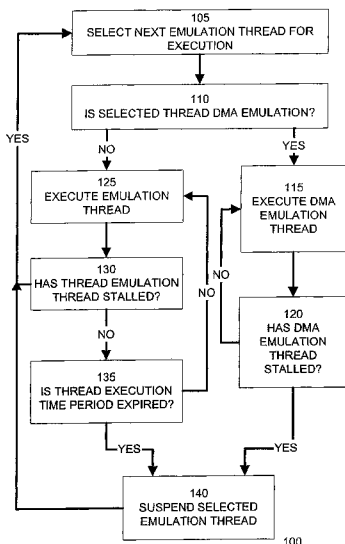 105
SELECT NEXT EMULATION THREAD FOR
EXECUTION
110
IS SELECTED THREAD DMA EMULATION?
YES
NO
YES
125
EXECUTE EMULATION
THREAD
115
EXECUTE DMA
EMULATION
THREAD
130
HAS THREAD EMULATION
THREAD STALLED?
NO
NO
120
HAS DMA
EMULATION
THREAD
STALLED?
NO
135
IS THREAD EXECUTION
TIME PERIOD EXPIRED?
YES
YES
140
SUSPEND SELECTED
EMULATION THREAD
100